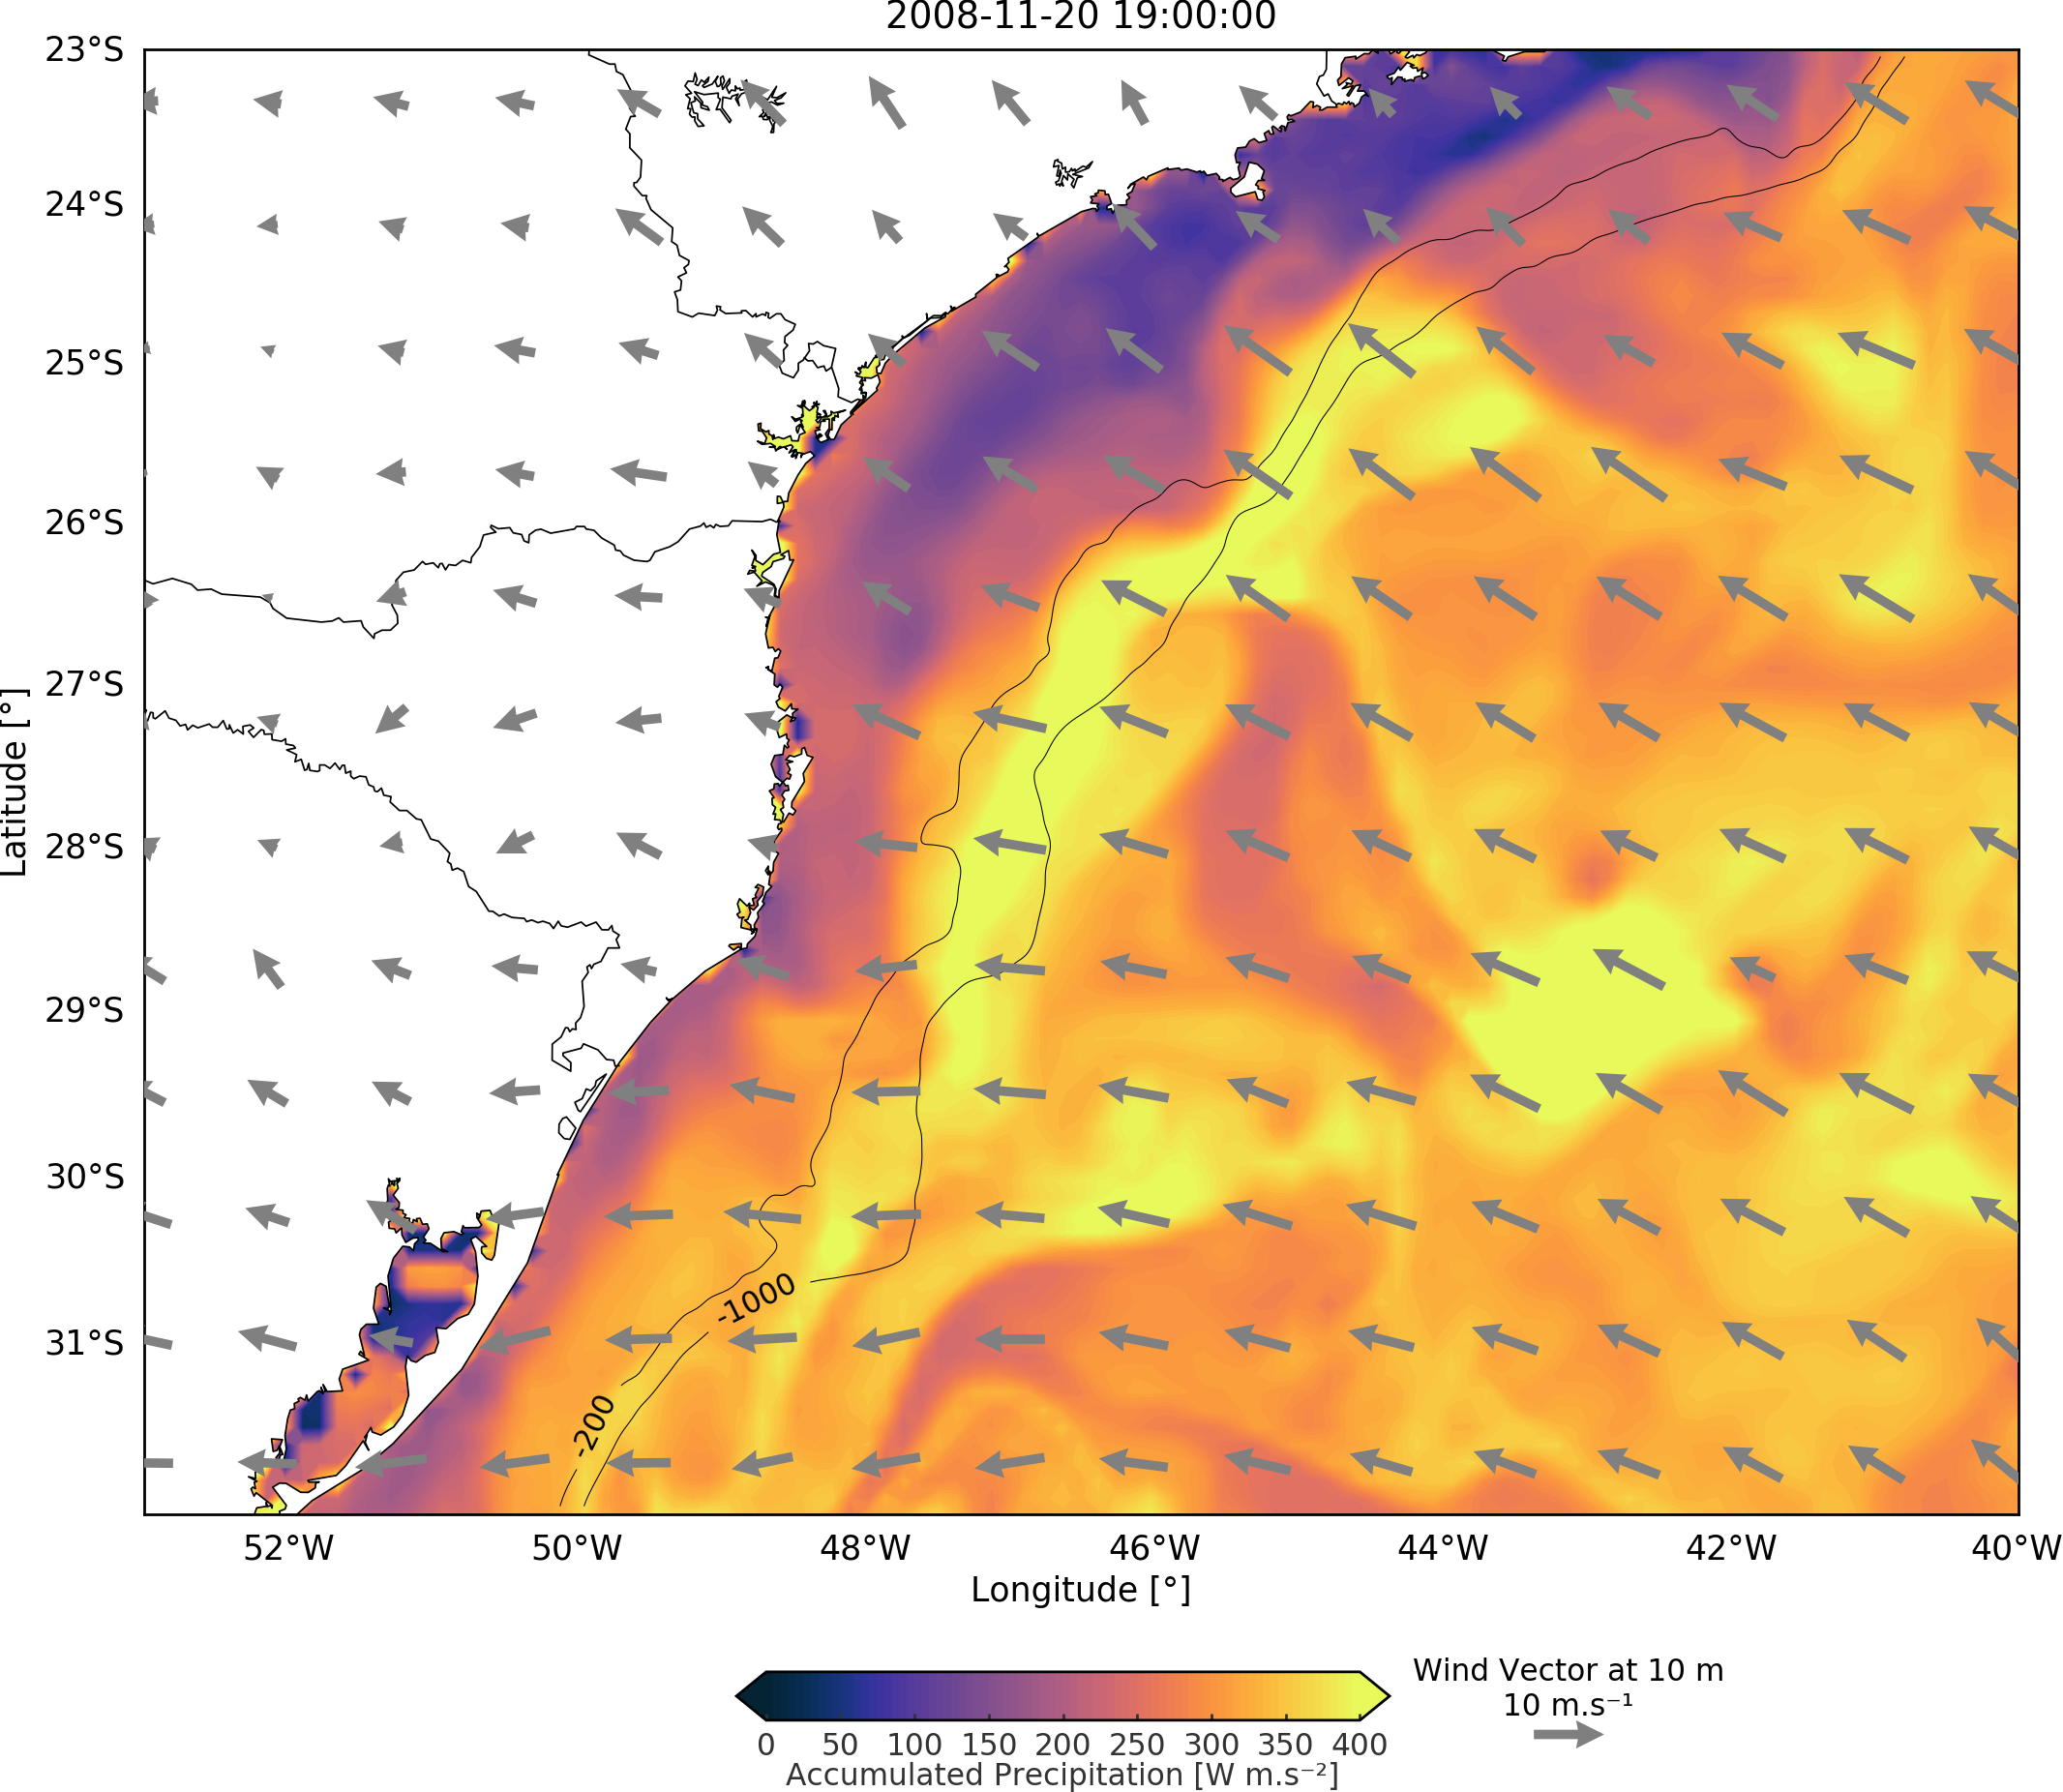 2008-11-20 19:00:00
23°S
24°S
25°S
26°S
27°S
28°S
29°S
30°S
31°S
Latitude [°]
-1000
-200
52°W 50°W 48°W 46°W 44°W 42°W 40°W
Longitude [°]
Wind Vector at 10 m
10 m.s⁻¹
0 50 100 150 200 250 300 350 400
Accumulated Precipitation [W m.s⁻²]